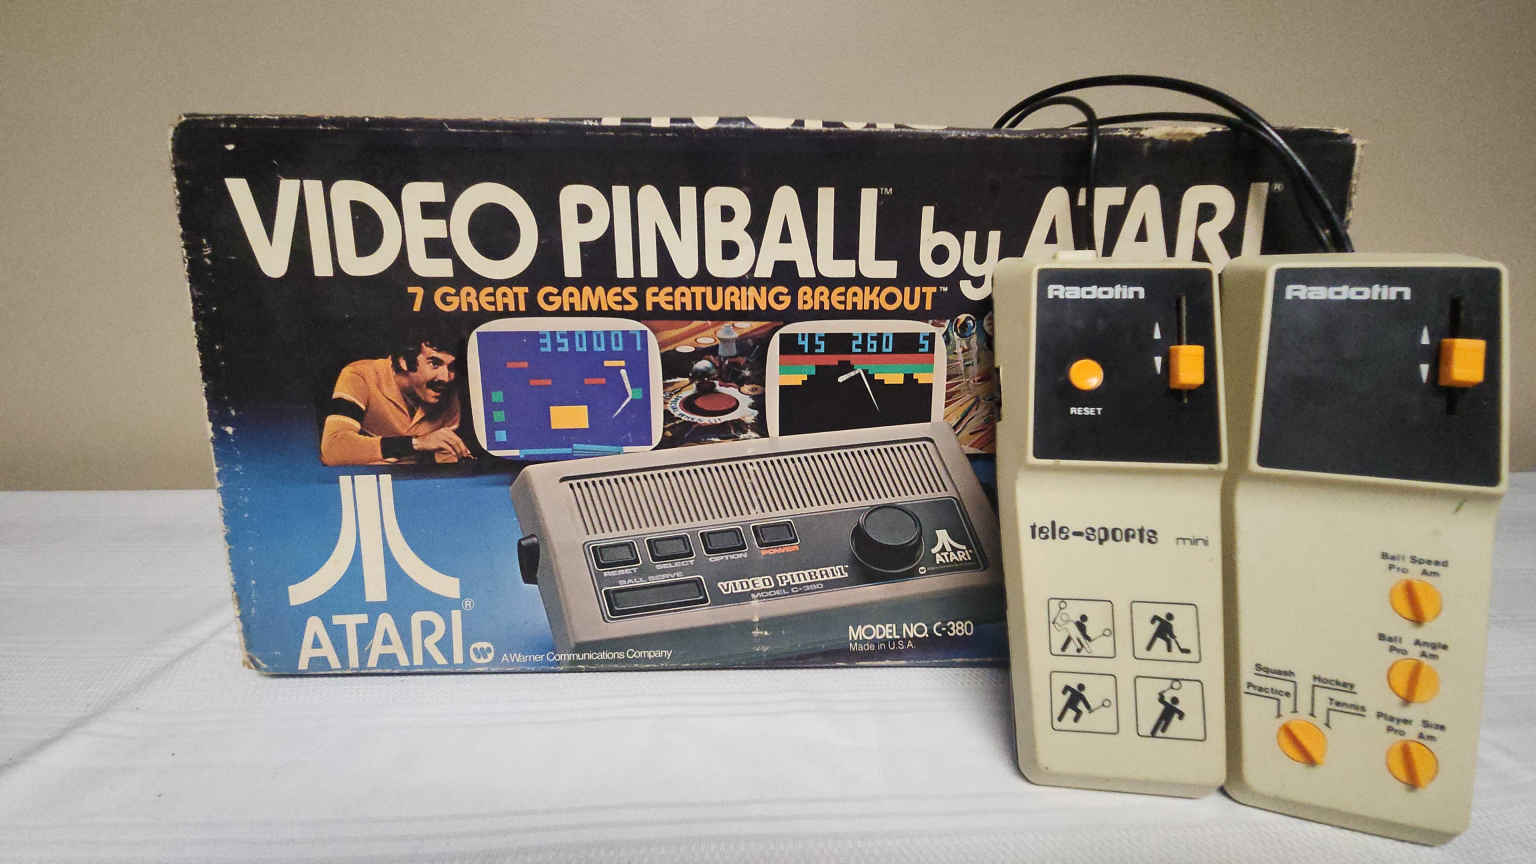 VIDEO PINBALL™ by ATARI®
7 GREAT GAMES FEATURING BREAKOUT™
350007
45 260 5
RESET
SELECT
OPTION
POWER
BALL SERVE
VIDEO PINBALL™
MODEL C-380
ATARI
ATARI®
A Warner Communications Company
MODEL NO. C-380
Made in U.S.A.
Radofin
RESET
tele-sports mini
Radofin
Ball Speed
Pro Am
Ball Angle
Pro Am
Squash
Hockey
Practice
Tennis
Player Size
Pro Am